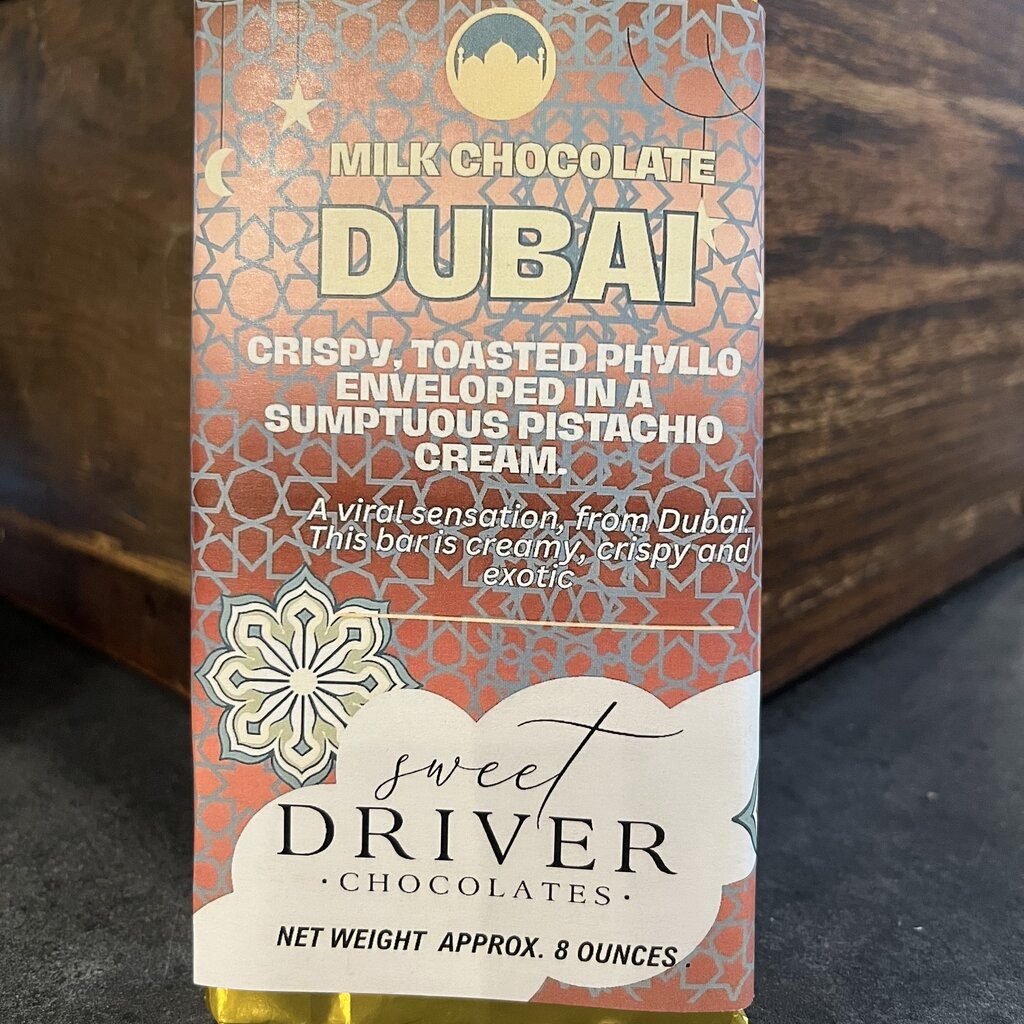 MILK CHOCOLATE
DUBAI
CRISPY, TOASTED PHYLLO
ENVELOPED IN A
SUMPTUOUS PISTACHIO
CREAM.
A viral sensation, from Dubai.
This bar is creamy, crispy and
exotic
sweet
DRIVER
·CHOCOLATES·
NET WEIGHT APPROX. 8 OUNCES .